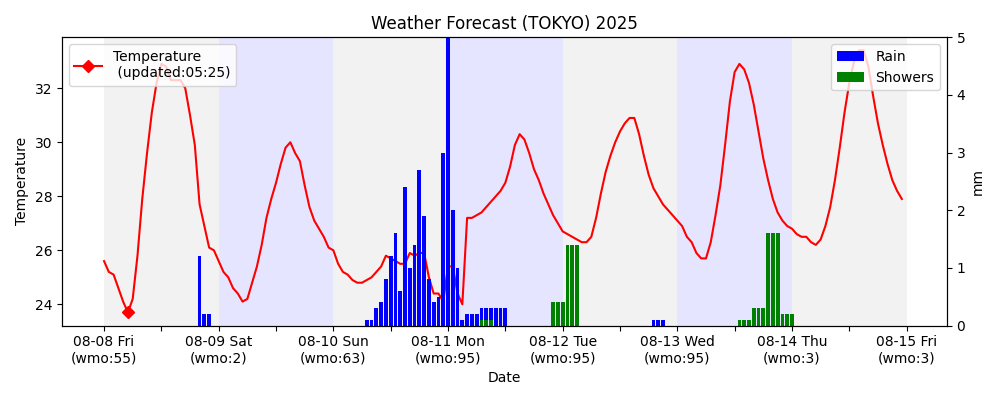 Weather Forecast (TOKYO) 2025
Temperature
(updated:05:25)
Rain
Showers
Temperature
32
30
28
26
24
5
4
3
2
1
0
mm
08-08 Fri
(wmo:55)
08-09 Sat
(wmo:2)
08-10 Sun
(wmo:63)
08-11 Mon
(wmo:95)
08-12 Tue
(wmo:95)
08-13 Wed
(wmo:95)
08-14 Thu
(wmo:3)
08-15 Fri
(wmo:3)
Date